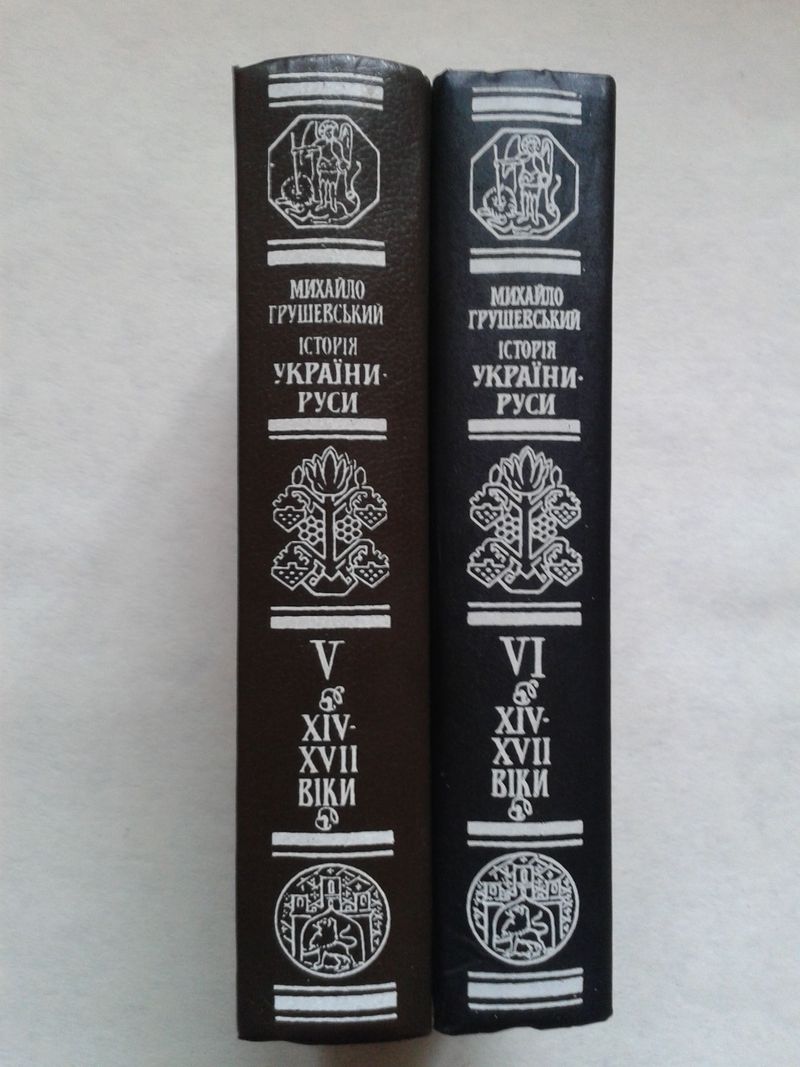 МИХАЙЛО
ГРУШЕВСЬКИЙ
ІСТОРІЯ
УКРАЇНИ-
РУСИ
V
XIV-
XVII
ВІКИ
МИХАЙЛО
ГРУШЕВСЬКИЙ
ІСТОРІЯ
УКРАЇНИ-
РУСИ
VI
XIV-
XVII
ВІКИ